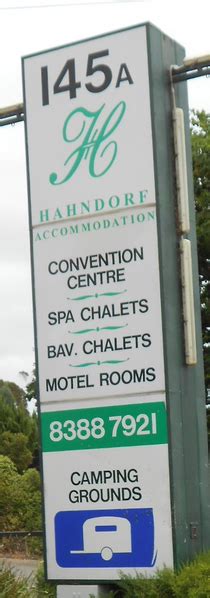 145A
H
HAHNDORF
ACCOMMODATION
CONVENTION
CENTRE
SPA CHALETS
BAV. CHALETS
MOTEL ROOMS
8388 7921
CAMPING
GROUNDS